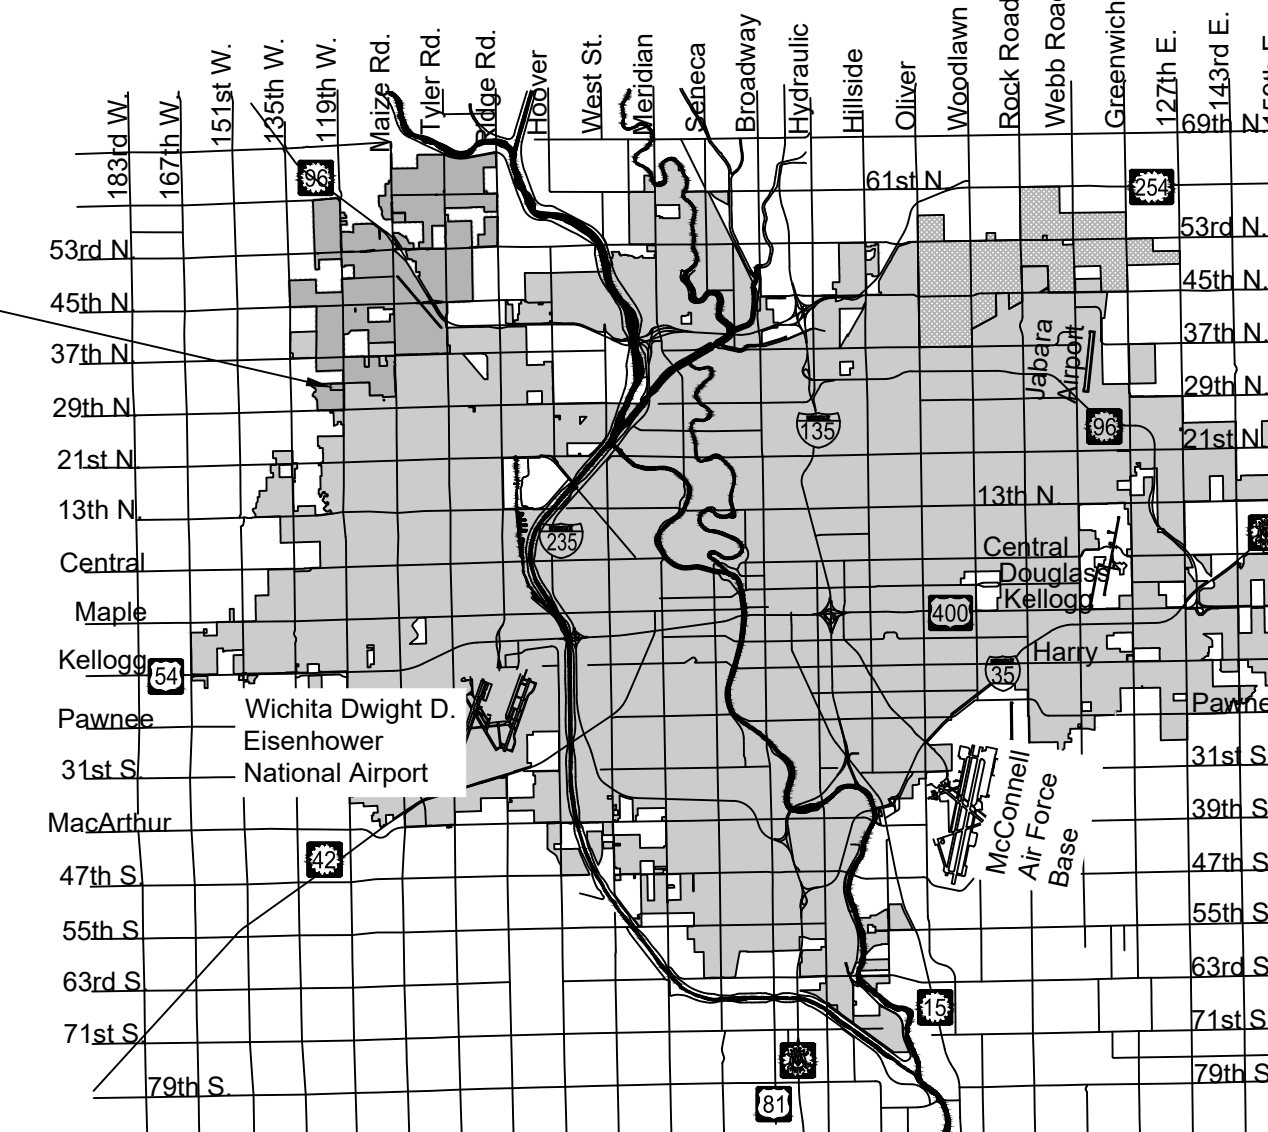 183rd W.
167th W.
151st W.
135th W.
119th W.
Maize Rd.
Tyler Rd.
Ridge Rd.
Hoover
West St.
Meridian
Seneca
Broadway
Hydraulic
Hillside
Oliver
Woodlawn
Rock Road
Webb Road
Greenwich
127th E.
143rd E.
69th N.
96
61st N.
254
53rd N.
53rd N.
45th N.
45th N.
37th N.
37th N.
Jabara
Airport
29th N.
29th N.
135
96
21st N.
21st N.
13th N.
13th N.
235
Central
Central
Douglass
Kellogg
400
Maple
Kellogg
54
Harry
35
Pawnee
Pawne
Wichita Dwight D.
Eisenhower
National Airport
31st S.
31st S
McConnell
Air Force
Base
MacArthur
39th S
42
47th S.
47th S
55th S.
55th S
63rd S.
63rd S
15
71st S.
71st S
79th S.
79th S
81